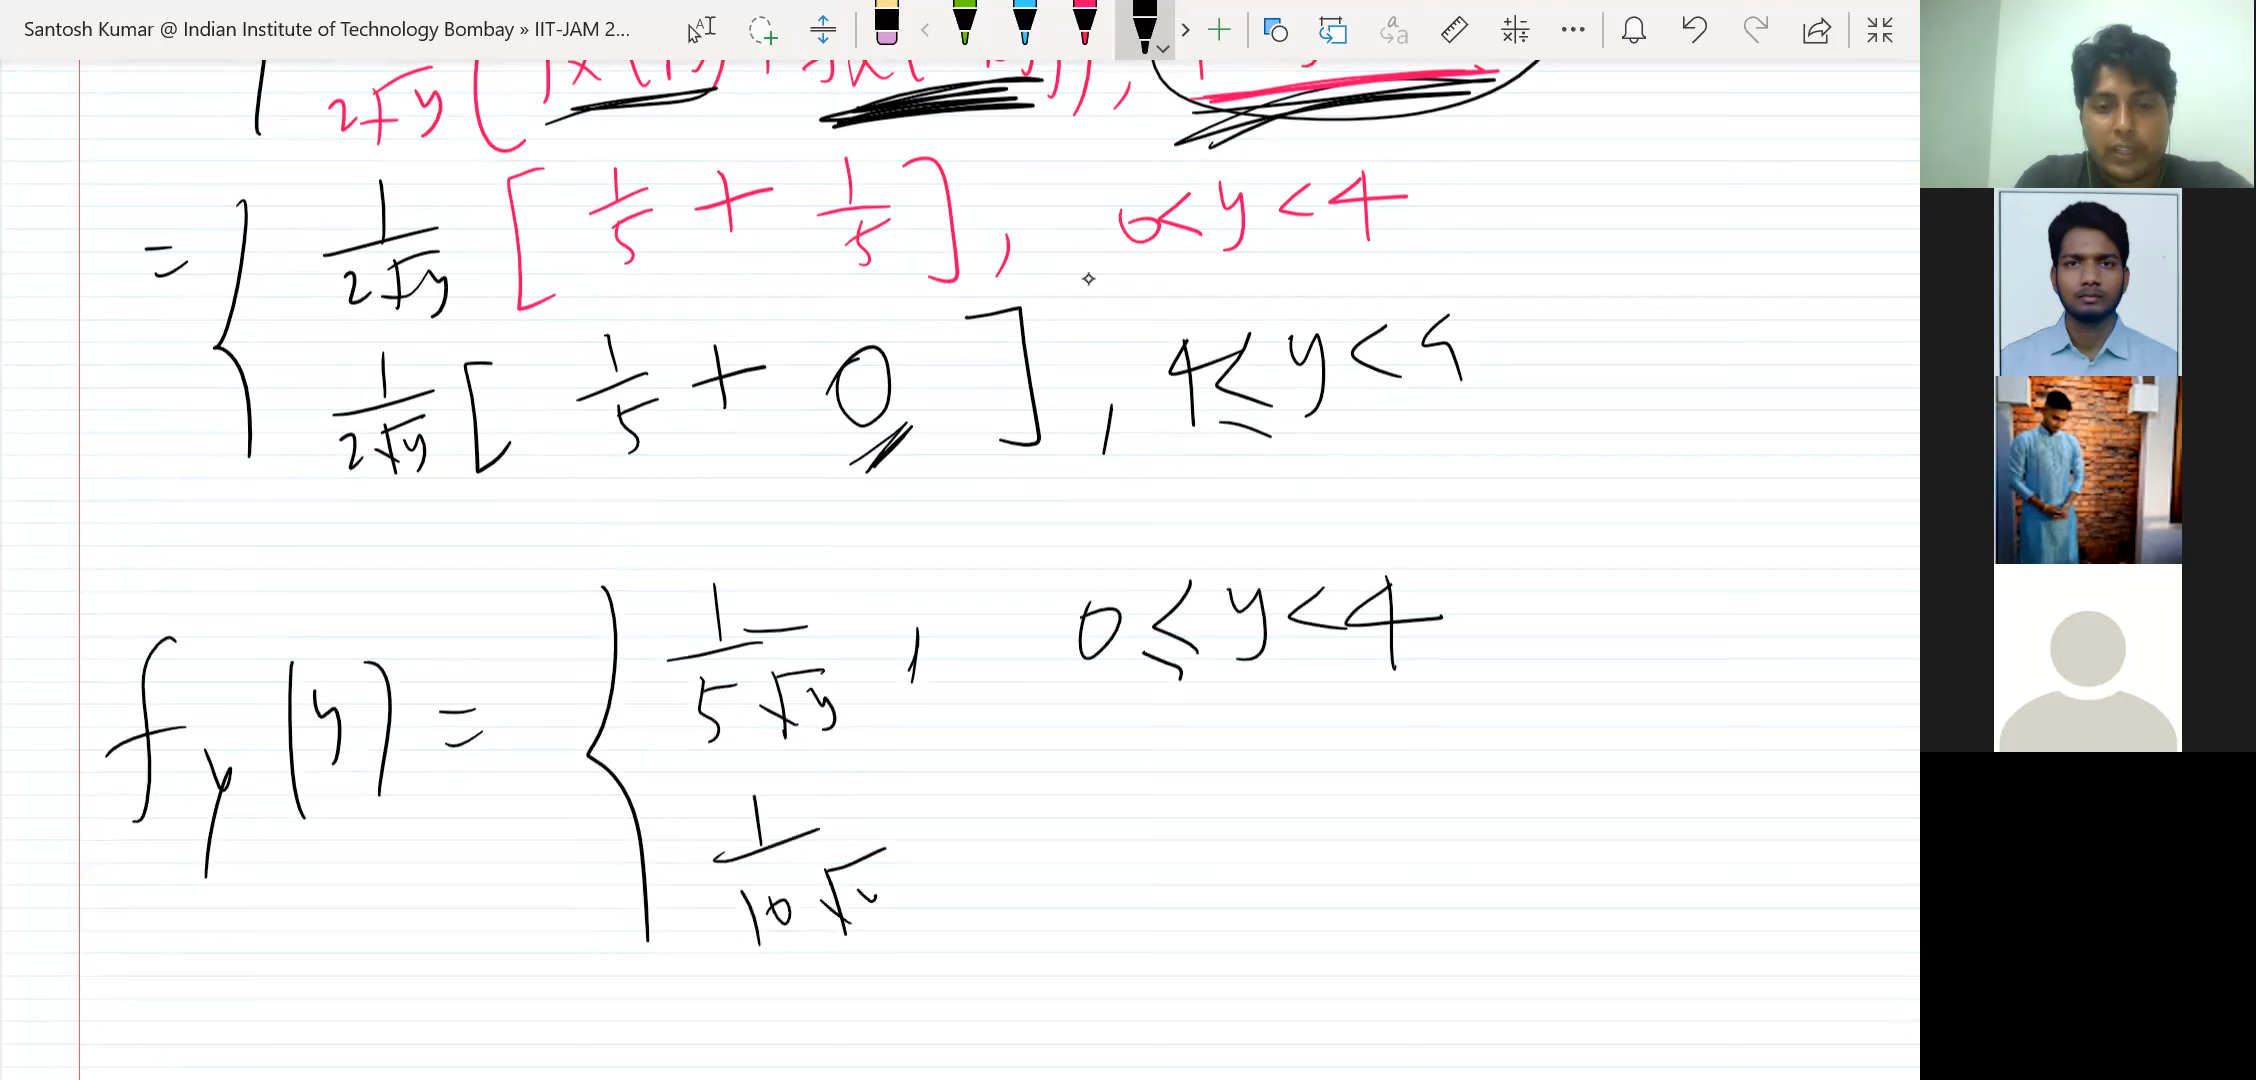 Santosh Kumar @ Indian Institute of Technology Bombay » IIT-JAM 2...
2√y
= { 1/(2√y) [ 1/5 + 1/5 ], 0 < y < 4
1/(2√y) [ 1/5 + 0 ], 4 ≤ y < 9
f_Y(y) = { 1/(5√y), 0 ≤ y < 4
1/(10√